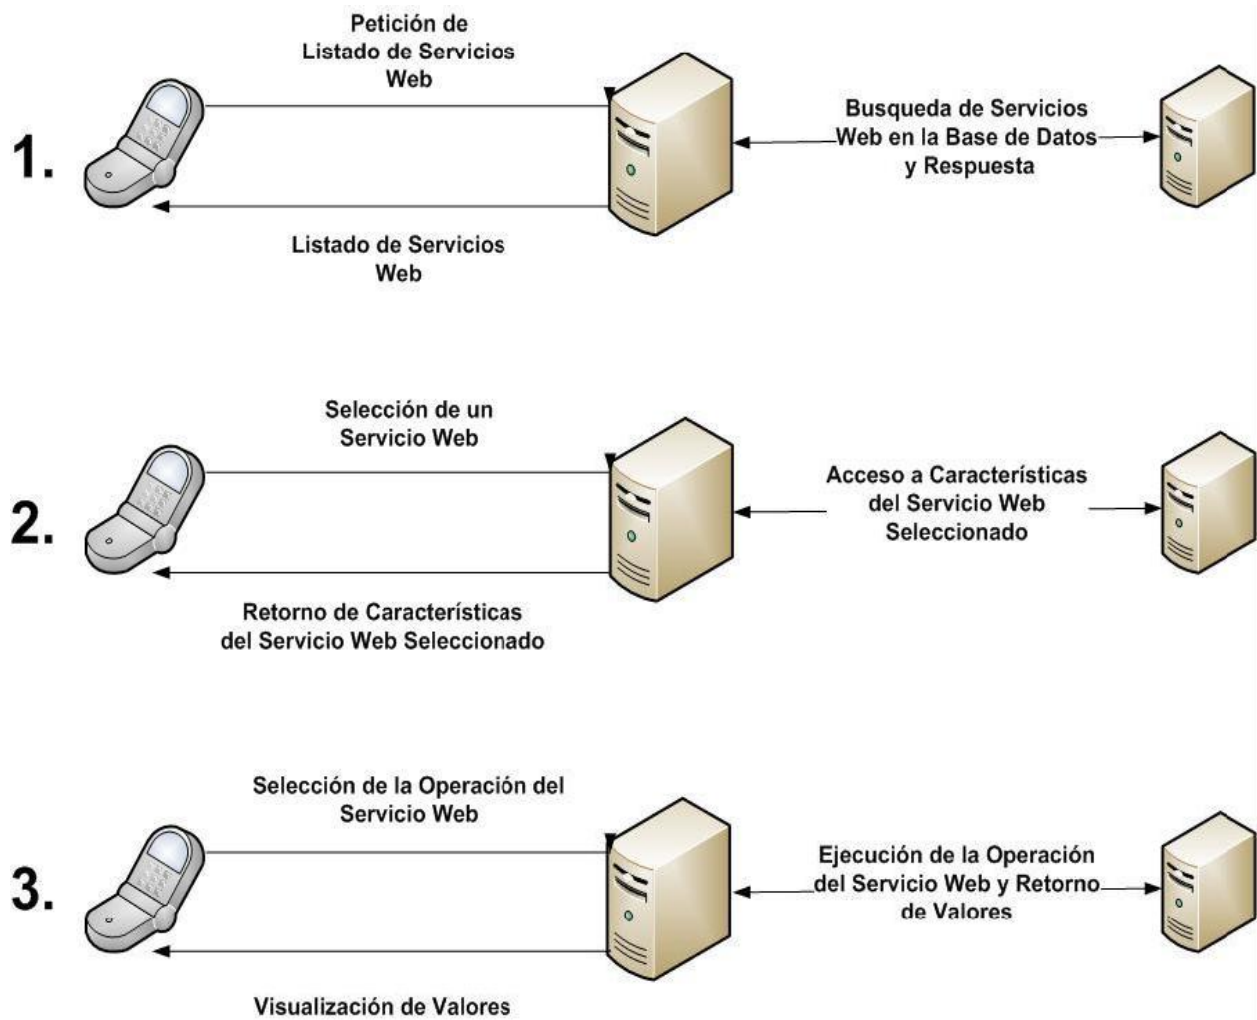 Petición de
Listado de Servicios
Web
1.
Busqueda de Servicios
Web en la Base de Datos
y Respuesta
Listado de Servicios
Web
Selección de un
Servicio Web
2.
Acceso a Characterísticas
del Servicio Web
Seleccionado
Retorno de Características
del Servicio Web Seleccionado
Selección de la Operación del
Servicio Web
3.
Ejecución de la Operación
del Servicio Web y Retorno
de Valores
Visualización de Valores